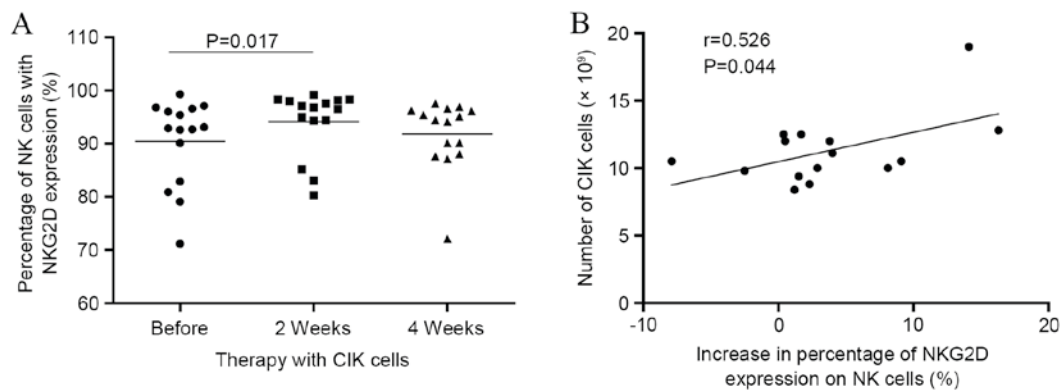 A
P=0.017
Percentage of NK cells with
NKG2D expression (%)
110
100
90
80
70
60
Before
2 Weeks
4 Weeks
Therapy with CIK cells
B
r=0.526
P=0.044
Number of CIK cells (× 10⁹)
20
15
10
5
0
-10
0
10
20
Increase in percentage of NKG2D
expression on NK cells (%)